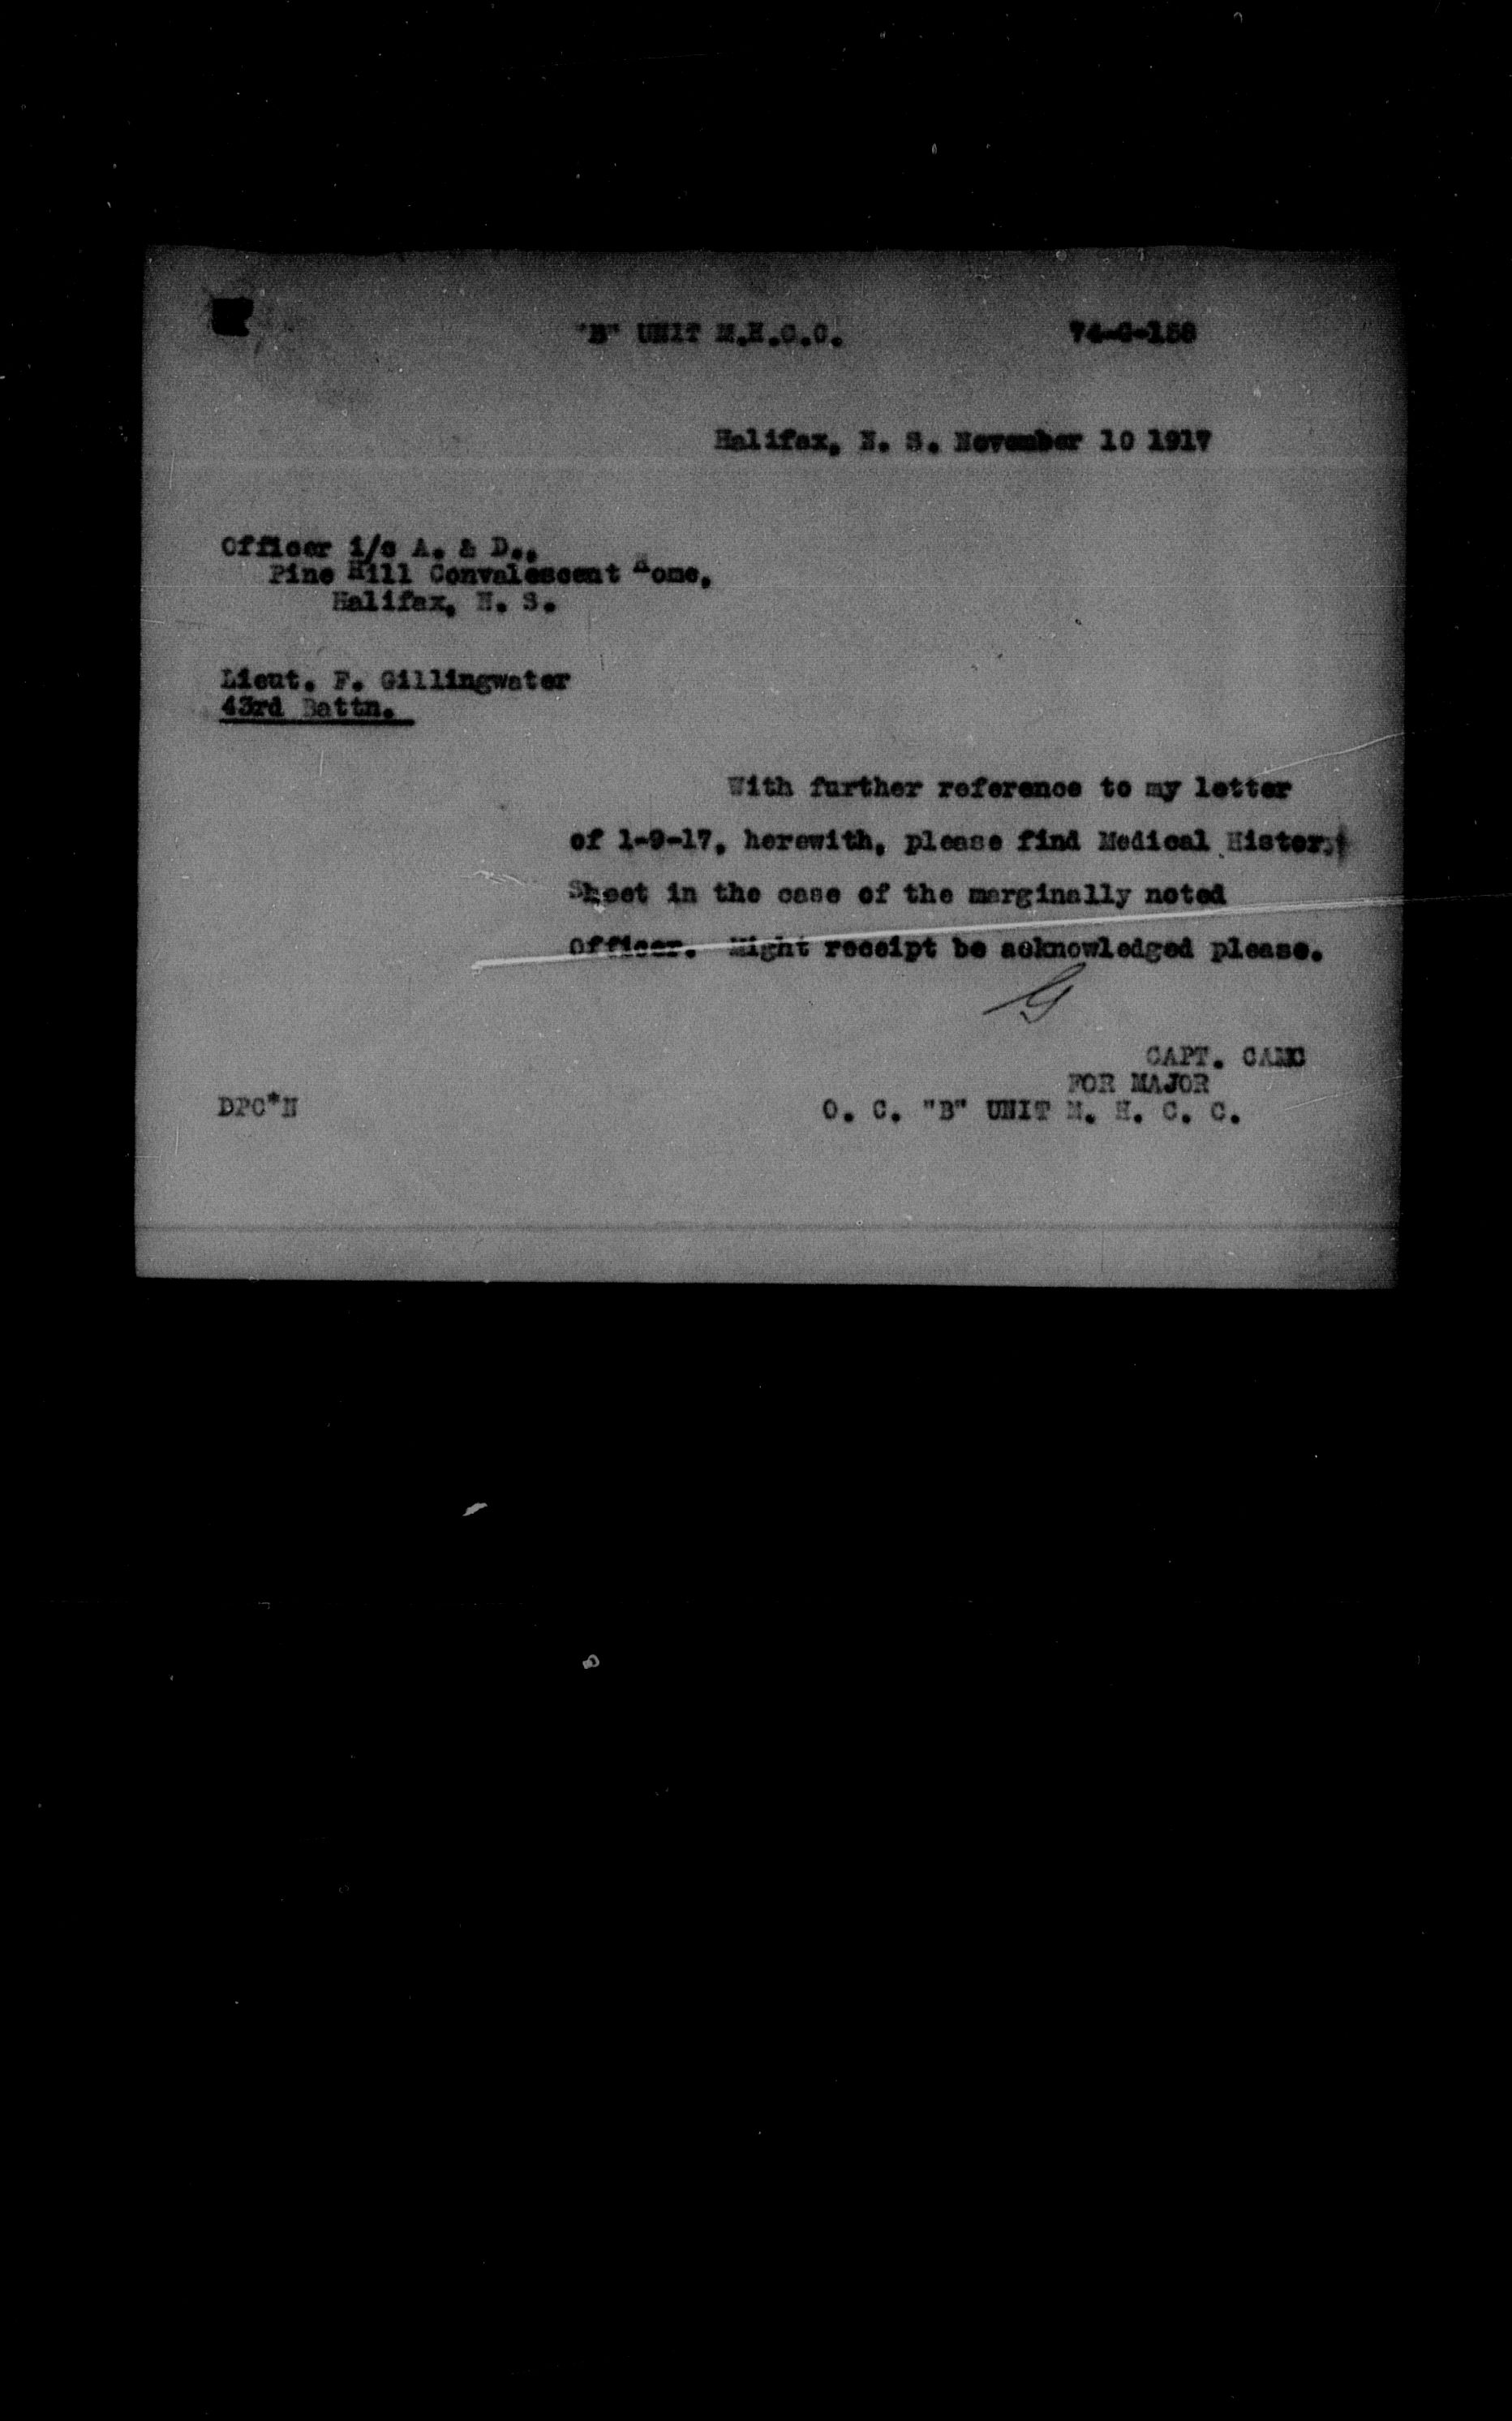 "B" UNIT M.H.C.C. 74-G-158
Halifax, N. S. November 10 1917
Officer i/c A. & D..
Pine Hill Convalescent Home,
Halifax, N. S.
Lieut. F. Gillingwater
43rd Battn.
With further reference to my letter
of 1-9-17, herewith, please find Medical History
Sheet in the case of the marginally noted
Officer. Might receipt be acknowledged please.
G
CAPT. CAMC
FOR MAJOR
DPC*N O. C. "B" UNIT M. H. C. C.